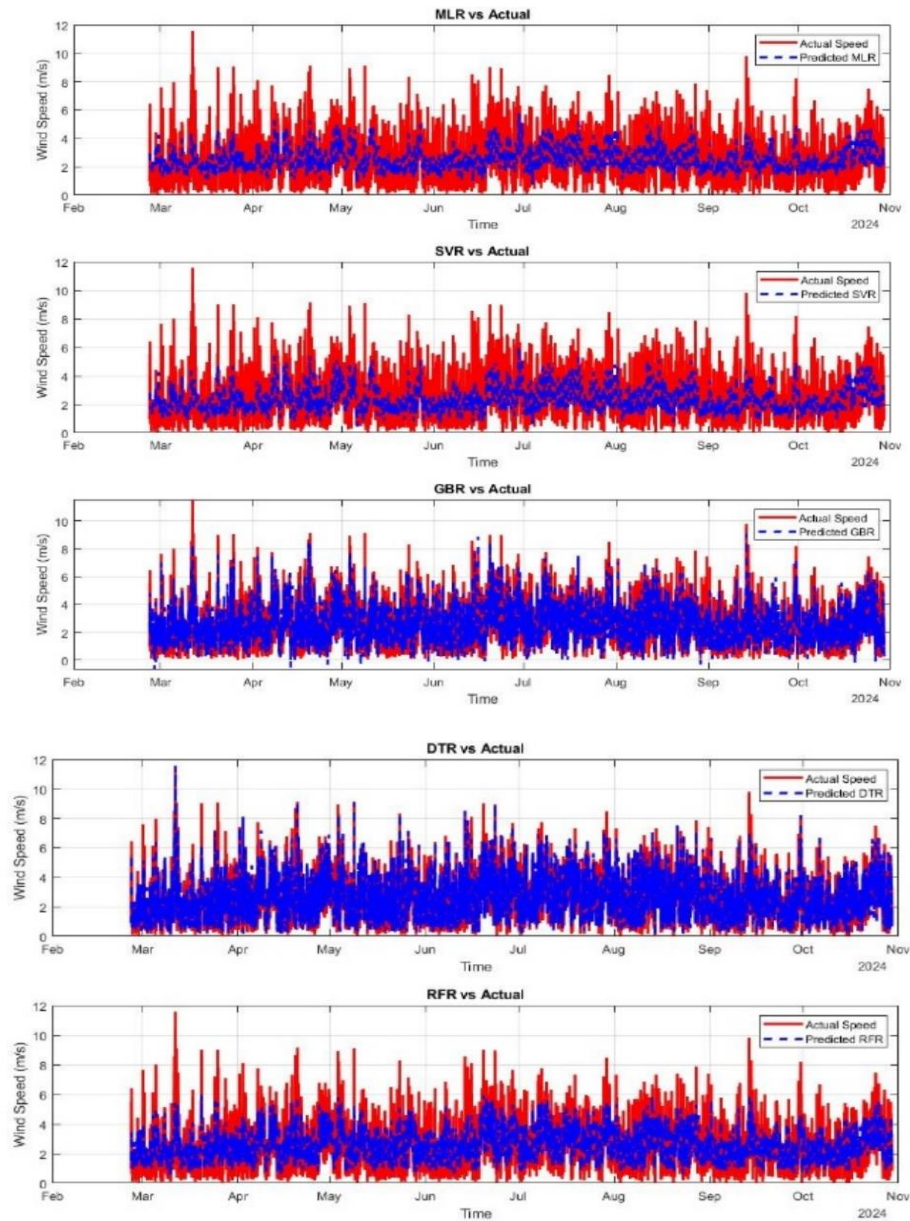 MLR vs Actual
12
10
8
6
4
2
0
Wind Speed (m/s)
Actual Speed
Predicted MLR
Feb Mar Apr May Jun Jul Aug Sep Oct Nov
Time
2024
SVR vs Actual
12
10
8
6
4
2
0
Wind Speed (m/s)
Actual Speed
Predicted SVR
Feb Mar Apr May Jun Jul Aug Sep Oct Nov
Time
2024
GBR vs Actual
10
8
6
4
2
0
Wind Speed (m/s)
Actual Speed
Predicted GBR
Feb Mar Apr May Jun Jul Aug Sep Oct Nov
Time
2024
DTR vs Actual
12
10
8
6
4
2
0
Wind Speed (m/s)
Actual Speed
Predicted DTR
Feb Mar Apr May Jun Jul Aug Sep Oct Nov
Time
2024
RFR vs Actual
12
10
8
6
4
2
0
Wind Speed (m/s)
Actual Speed
Predicted RFR
Feb Mar Apr May Jun Jul Aug Sep Oct Nov
Time
2024